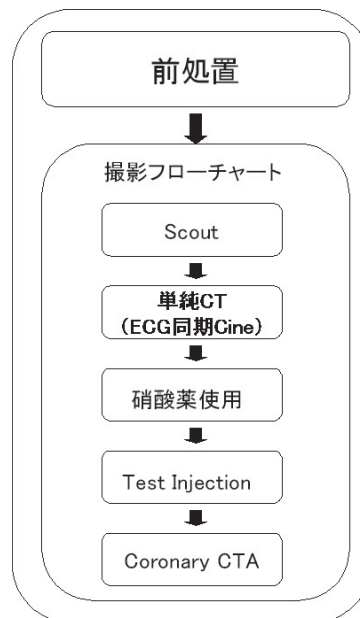 前処置
撮影フローチャート
Scout
単純CT
(ECG同期Cine)
硝酸薬使用
Test Injection
Coronary CTA